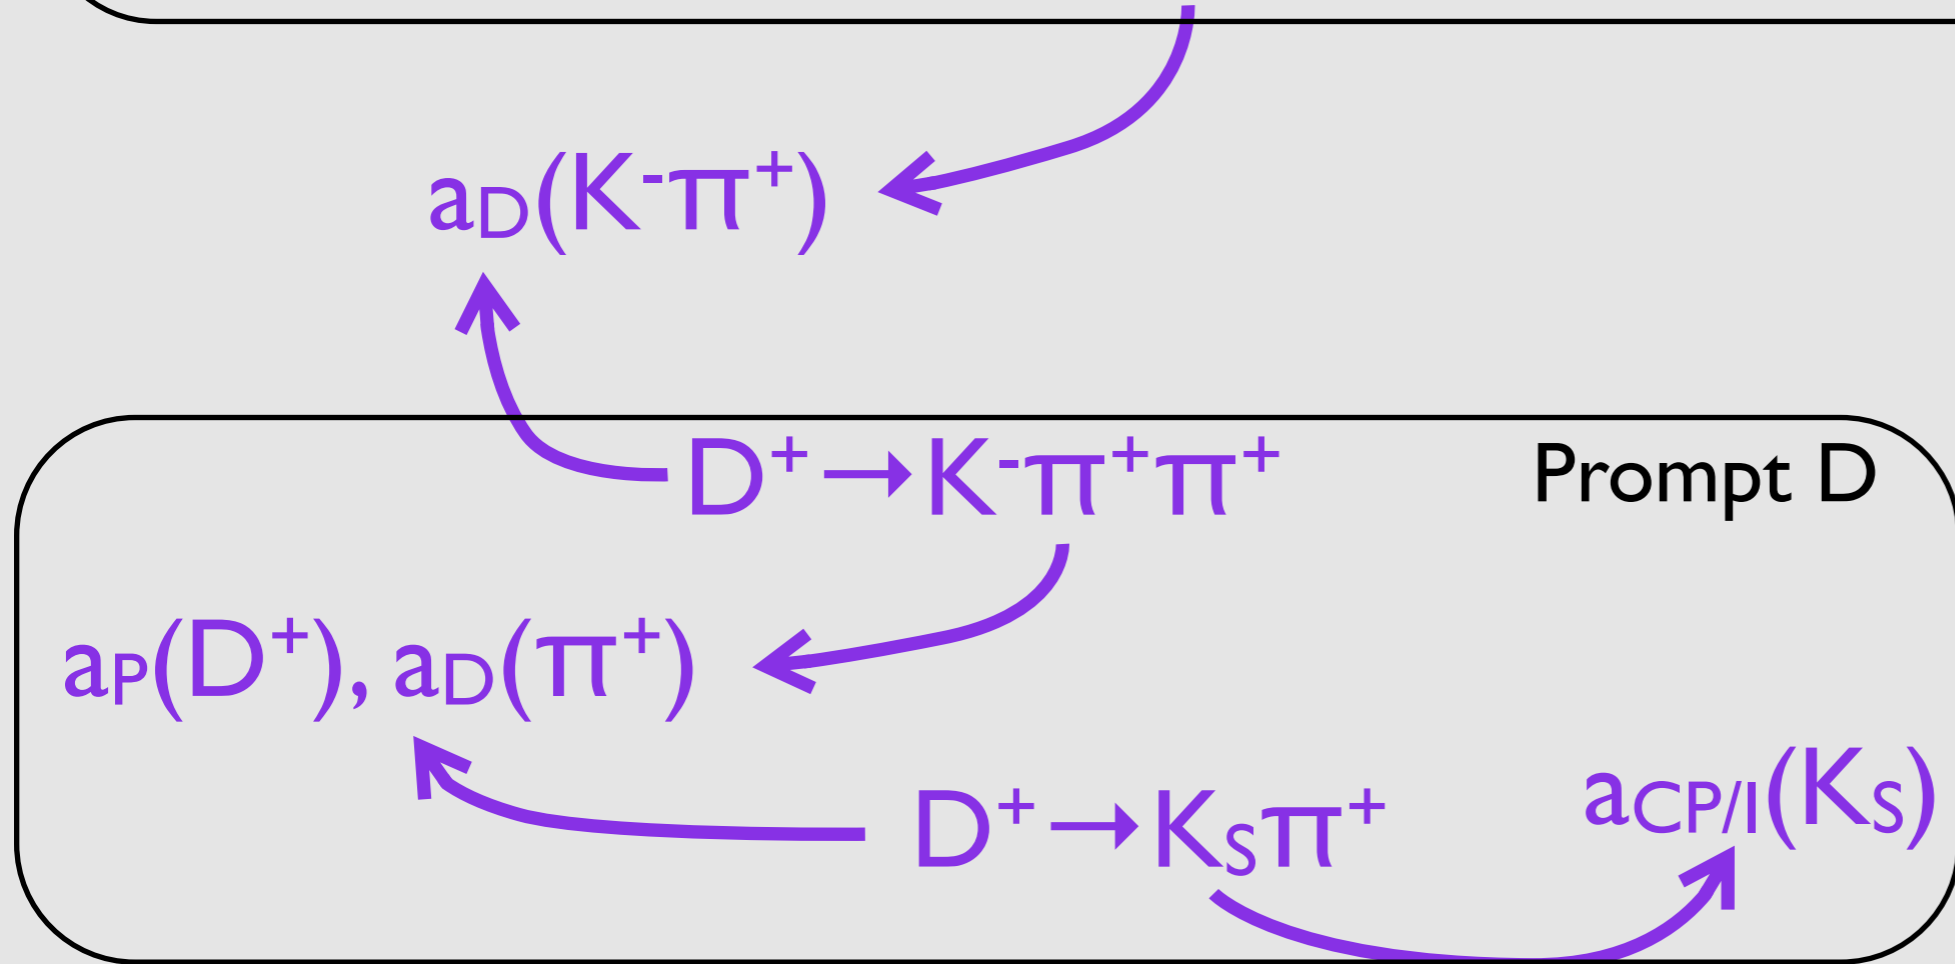 aD(K-π+)
D+→K-π+π+ Prompt D
aP(D+), aD(π+)
D+→KSπ+ aCP/I(KS)